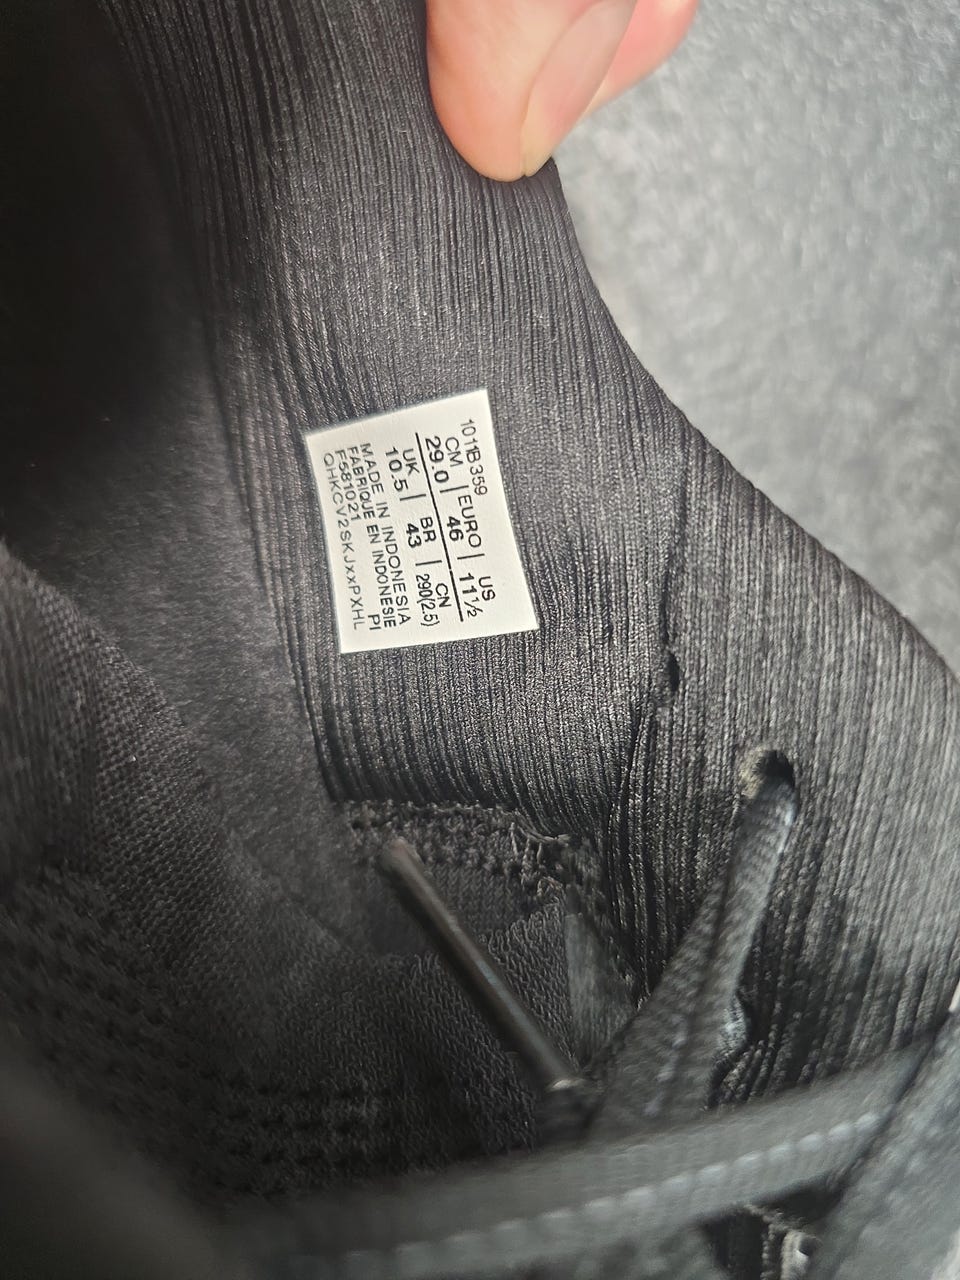 1011B359
CM | EURO | US
29.0 | 46 | 11½
UK | BR | CN
10.5 | 43 | 290(2.5)
MADE IN INDONESIA
FABRIQUE EN INDONESIE
F581021 PI
QHKCV2SKJxxPXHL